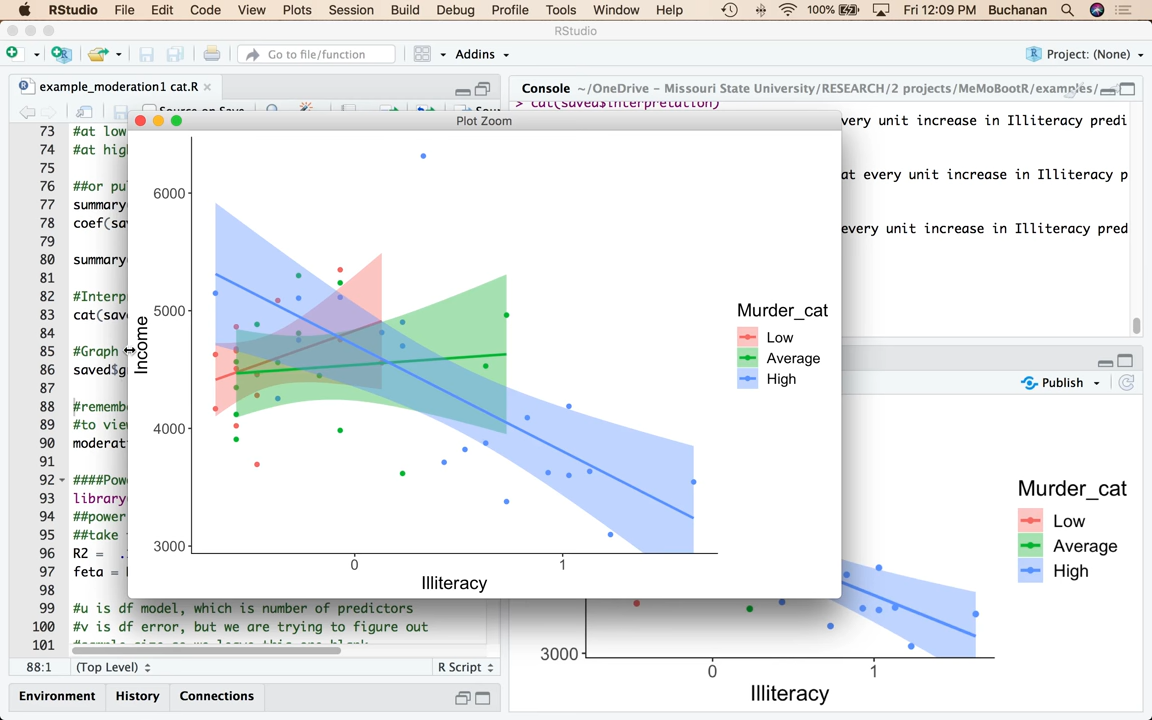 RStudio File Edit Code View Plots Session Build Debug Profile Tools Window Help 100% Fri 12:09 PM Buchanan
RStudio
Go to file/function Addins Project: (None)
example_moderation1 cat.R
Source on Save
73 #at low
74 #at hig
75
76 ##or pu
77 summary
78 coef(sa
79
80 summary
81
82 #Interp
83 cat(sav
84
85 #Graph
86 saved$g
87
88 #rememb
89 #to vie
90 moderat
91
92 ####Pow
93 library
94 ##power
95 ##take
96 R2 =
97 feta =
98
99 #u is df model, which is number of predictors
100 #v is df error, but we are trying to figure out
101
88:1 (Top Level) R Script
Environment History Connections
Console ~/OneDrive – Missouri State University/RESEARCH/2 projects/MeMoBootR/examples/
> cat(saved$interpretation)
very unit increase in Illiteracy predi
at every unit increase in Illiteracy p
every unit increase in Illiteracy pred
Publish
Plot Zoom
6000
5000
4000
3000
Income
0 1
Illiteracy
Murder_cat
Low
Average
High
Murder_cat
Low
Average
High
3000
0 1
Illiteracy